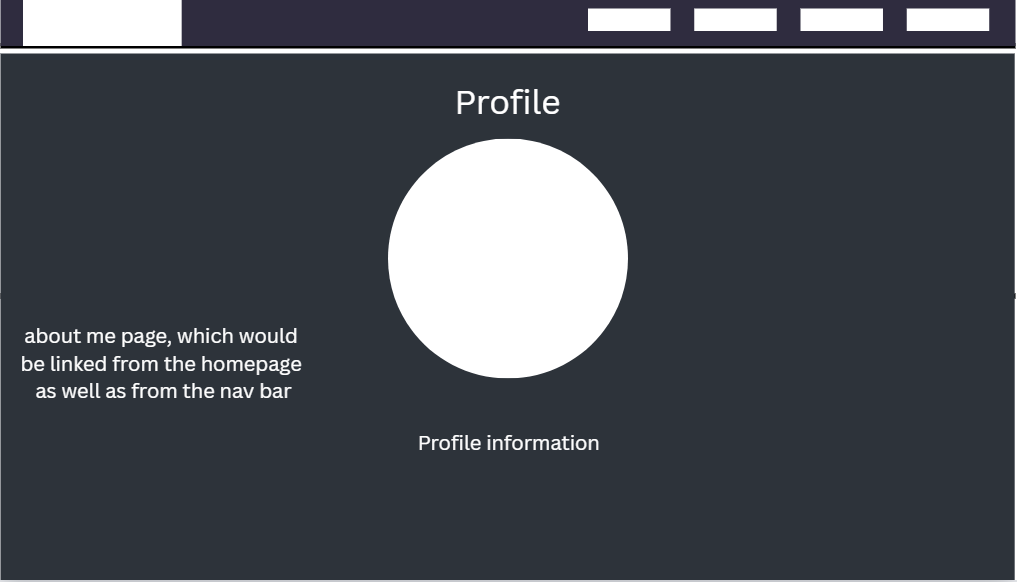 Profile
about me page, which would
be linked from the homepage
as well as from the nav bar
Profile information